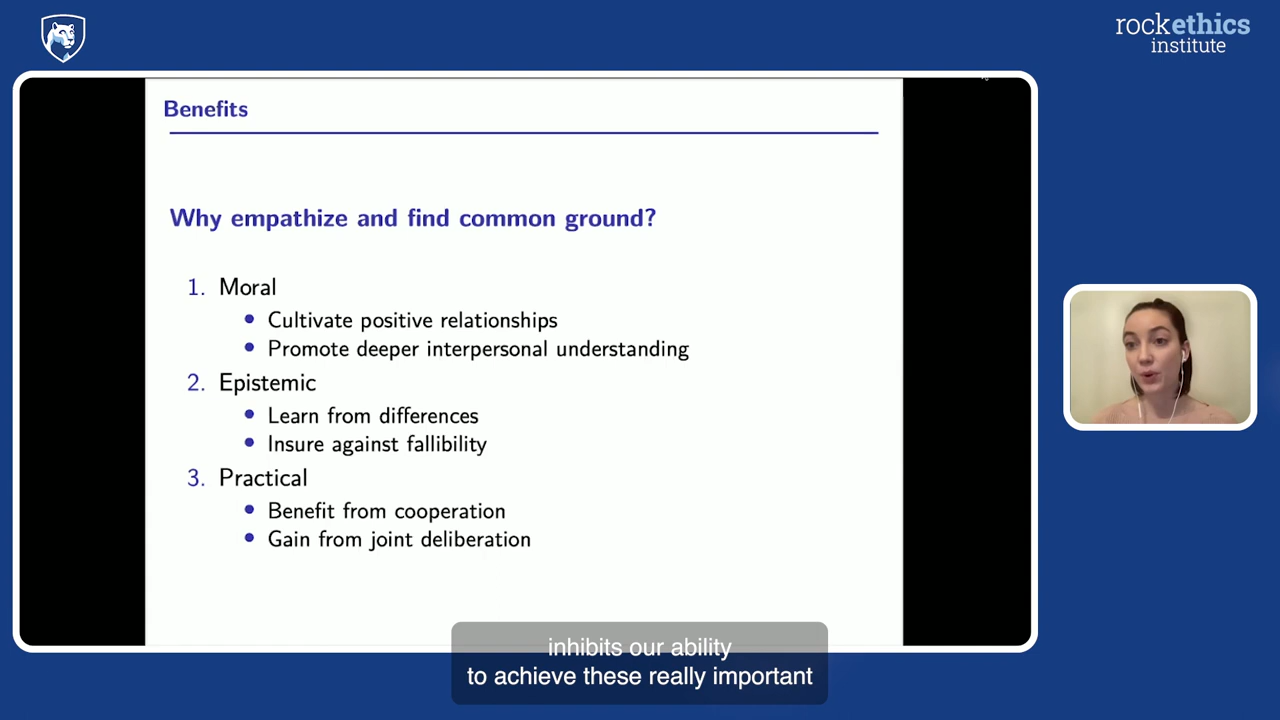 rockethics
institute
Benefits
Why empathize and find common ground?
1. Moral
• Cultivate positive relationships
• Promote deeper interpersonal understanding
2. Epistemic
• Learn from differences
• Insure against fallibility
3. Practical
• Benefit from cooperation
• Gain from joint deliberation
inhibits our ability
to achieve these really important